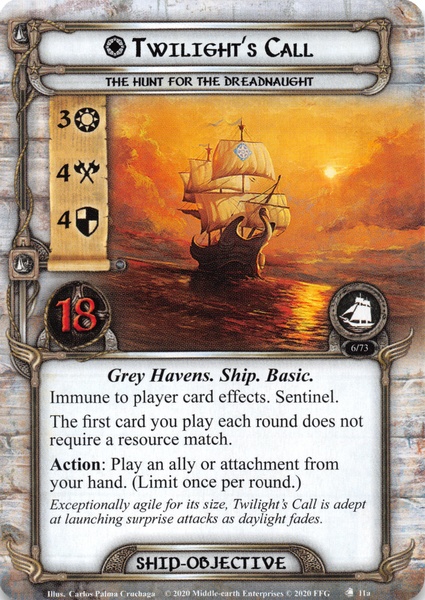 TWILIGHT'S CALL
THE HUNT FOR THE DREADNAUGHT
3
4
4
18
6/73
Grey Havens. Ship. Basic.
Immune to player card effects. Sentinel.
The first card you play each round does not
require a resource match.
Action: Play an ally or attachment from
your hand. (Limit once per round.)
Exceptionally agile for its size, Twilight's Call is adept
at launching surprise attacks as daylight fades.
SHIP-OBJECTIVE
Illus. Carlos Palma Cruchaga © 2020 Middle-earth Enterprises © 2020 FFG 11a